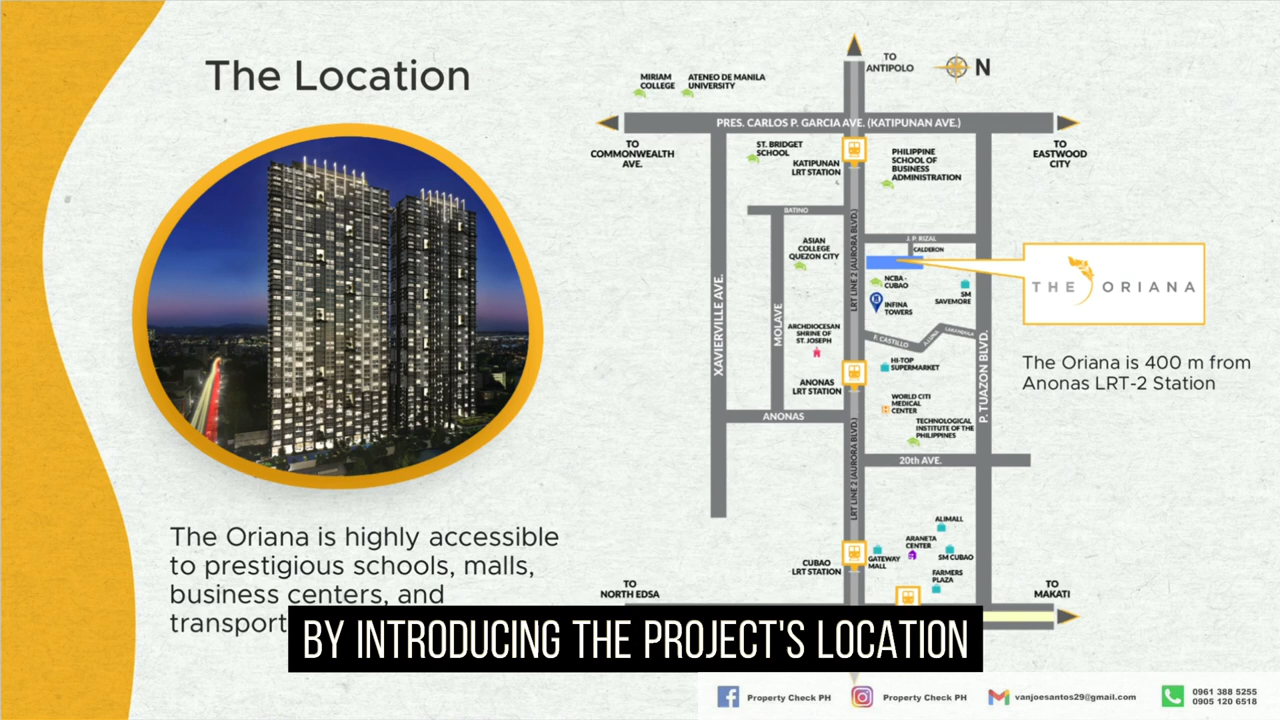 The Location
The Oriana is highly accessible
to prestigious schools, malls,
business centers, and
transport
BY INTRODUCING THE PROJECT'S LOCATION
TO
ANTIPOLO
N
MIRIAM
COLLEGE
ATENEO DE MANILA
UNIVERSITY
PRES. CARLOS P. GARCIA AVE. (KATIPUNAN AVE.)
TO
COMMONWEALTH
AVE.
TO
EASTWOOD
CITY
ST. BRIDGET
SCHOOL
KATIPUNAN
LRT STATION
PHILIPPINE
SCHOOL OF
BUSINESS
ADMINISTRATION
BATINO
J. P. RIZAL
CALDERON
ASIAN
COLLEGE
QUEZON CITY
LRT LINE 2 (AURORA BLVD.)
NCBA -
CUBAO
SM
SAVEMORE
INFINA
TOWERS
THE ORIANA
XAVIERVILLE AVE.
MOLAVE
ARCHDIOCESAN
SHRINE OF
ST. JOSEPH
F. CASTILLO
P. TUAZON BLVD.
The Oriana is 400 m from
Anonas LRT-2 Station
HI-TOP
SUPERMARKET
ANONAS
LRT STATION
WORLD CITI
MEDICAL
CENTER
ANONAS
TECHNOLOGICAL
INSTITUTE OF THE
PHILIPPINES
LRT LINE 2 (AURORA BLVD.)
20th AVE.
ALIMALL
ARANETA
CENTER
GATEWAY
MALL
SM CUBAO
CUBAO
LRT STATION
FARMERS
PLAZA
TO
NORTH EDSA
TO
MAKATI
Property Check PH
Property Check PH
vanjoesantos29@gmail.com
0961 388 5255
0905 120 6518